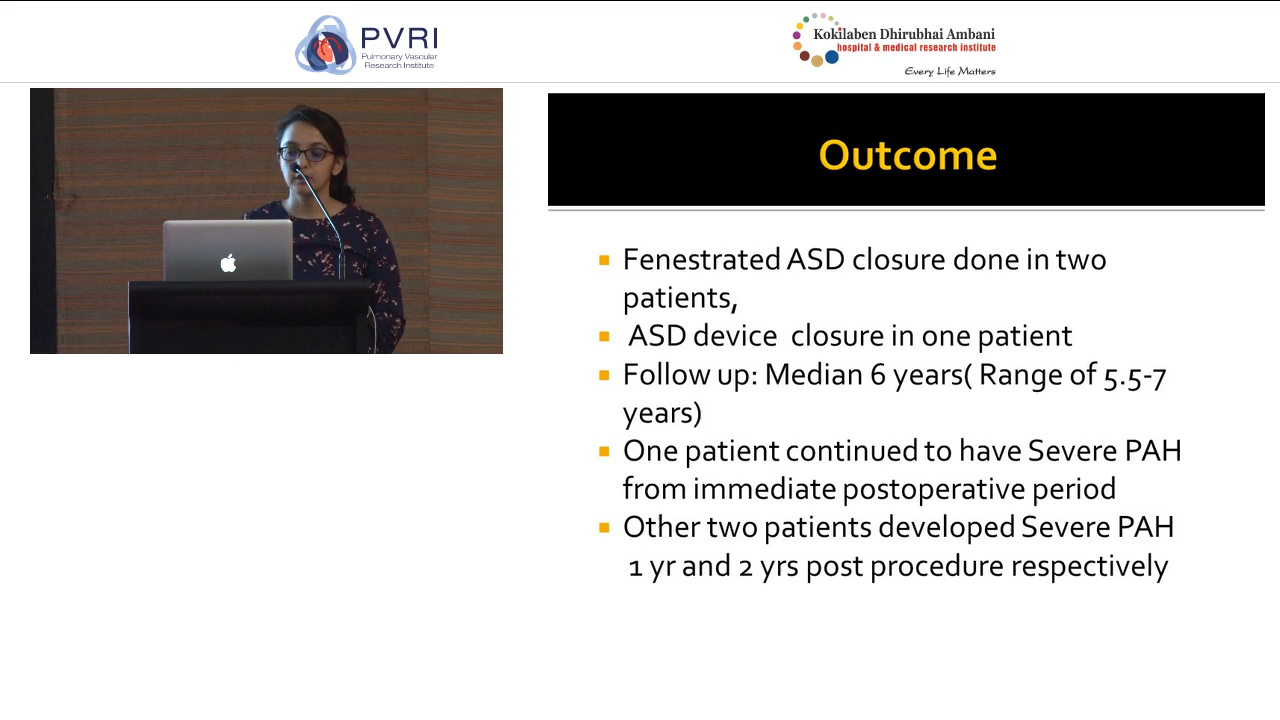 PVRI
Pulmonary Vascular
Research Institute
Kokilaben Dhirubhai Ambani
hospital & medical research institute
Every Life Matters
Outcome
Fenestrated ASD closure done in two
patients,
ASD device closure in one patient
Follow up: Median 6 years( Range of 5.5-7
years)
One patient continued to have Severe PAH
from immediate postoperative period
Other two patients developed Severe PAH
1 yr and 2 yrs post procedure respectively